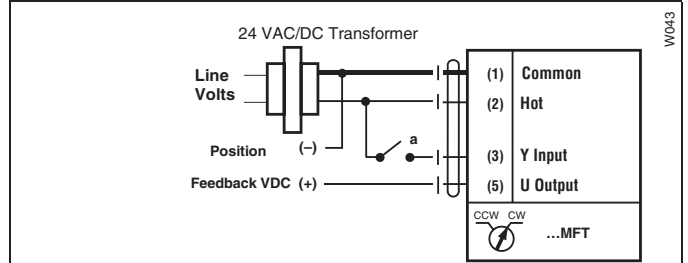 W043
24 VAC/DC Transformer
Line
Volts
(1) Common
(2) Hot
a
Position (–)
(3) Y Input
Feedback VDC (+)
(5) U Output
CCW CW
...MFT